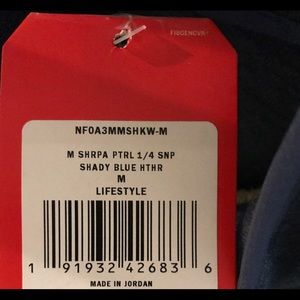 NF0A3MMSHKW-M
M SHRPA PTRL 1/4 SNP
SHADY BLUE HTHR
M
LIFESTYLE
1 91932 42683 6
MADE IN JORDAN